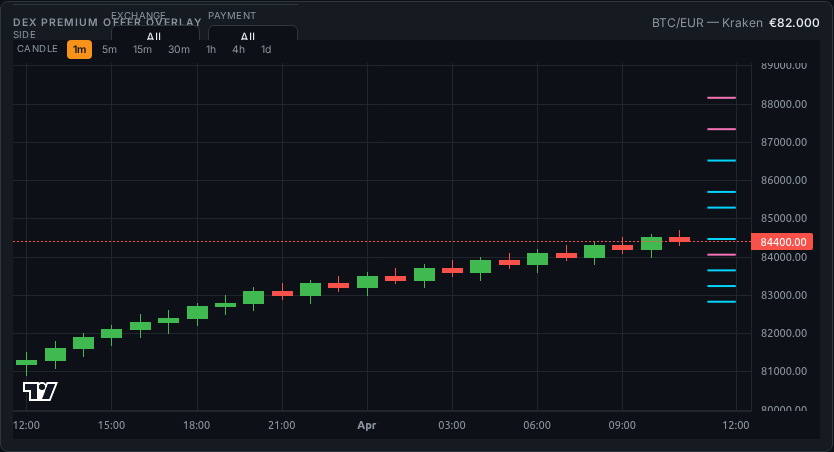 EXCHANGE PAYMENT
DEX PREMIUM OFFER OVERLAY BTC/EUR — Kraken €82.000
SIDE
All All
CANDLE 1m 5m 15m 30m 1h 4h 1d
89000.00
88000.00
87000.00
86000.00
85000.00
84400.00
84000.00
83000.00
82000.00
81000.00
80000.00
12:00 15:00 18:00 21:00 Apr 03:00 06:00 09:00 12:00